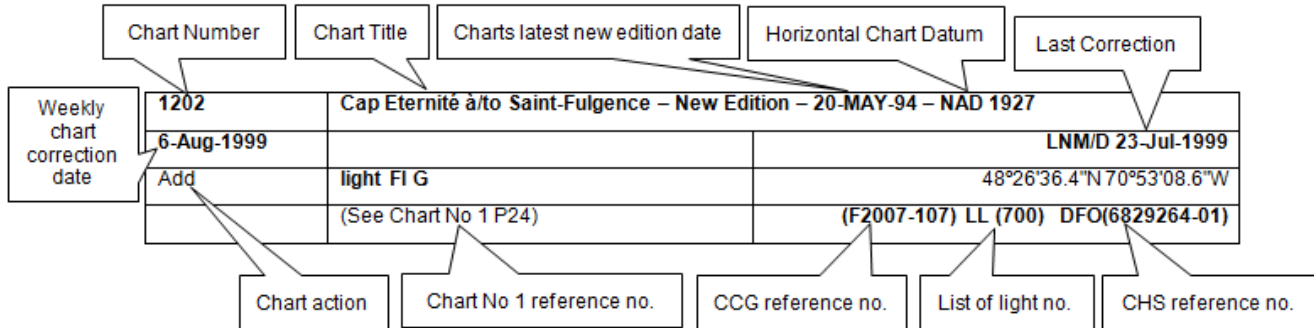 Chart Number
Chart Title
Charts latest new edition date
Horizontal Chart Datum
Last Correction
Weekly
chart
correction
date
1202
Cap Eternité à/to Saint-Fulgence – New Edition – 20-MAY-94 – NAD 1927
6-Aug-1999
LNM/D 23-Jul-1999
Add
light Fl G
48°26'36.4"N 70°53'08.6"W
(See Chart No 1 P24)
(F2007-107) LL (700) DFO(6829264-01)
Chart action
Chart No 1 reference no.
CCG reference no.
List of light no.
CHS reference no.